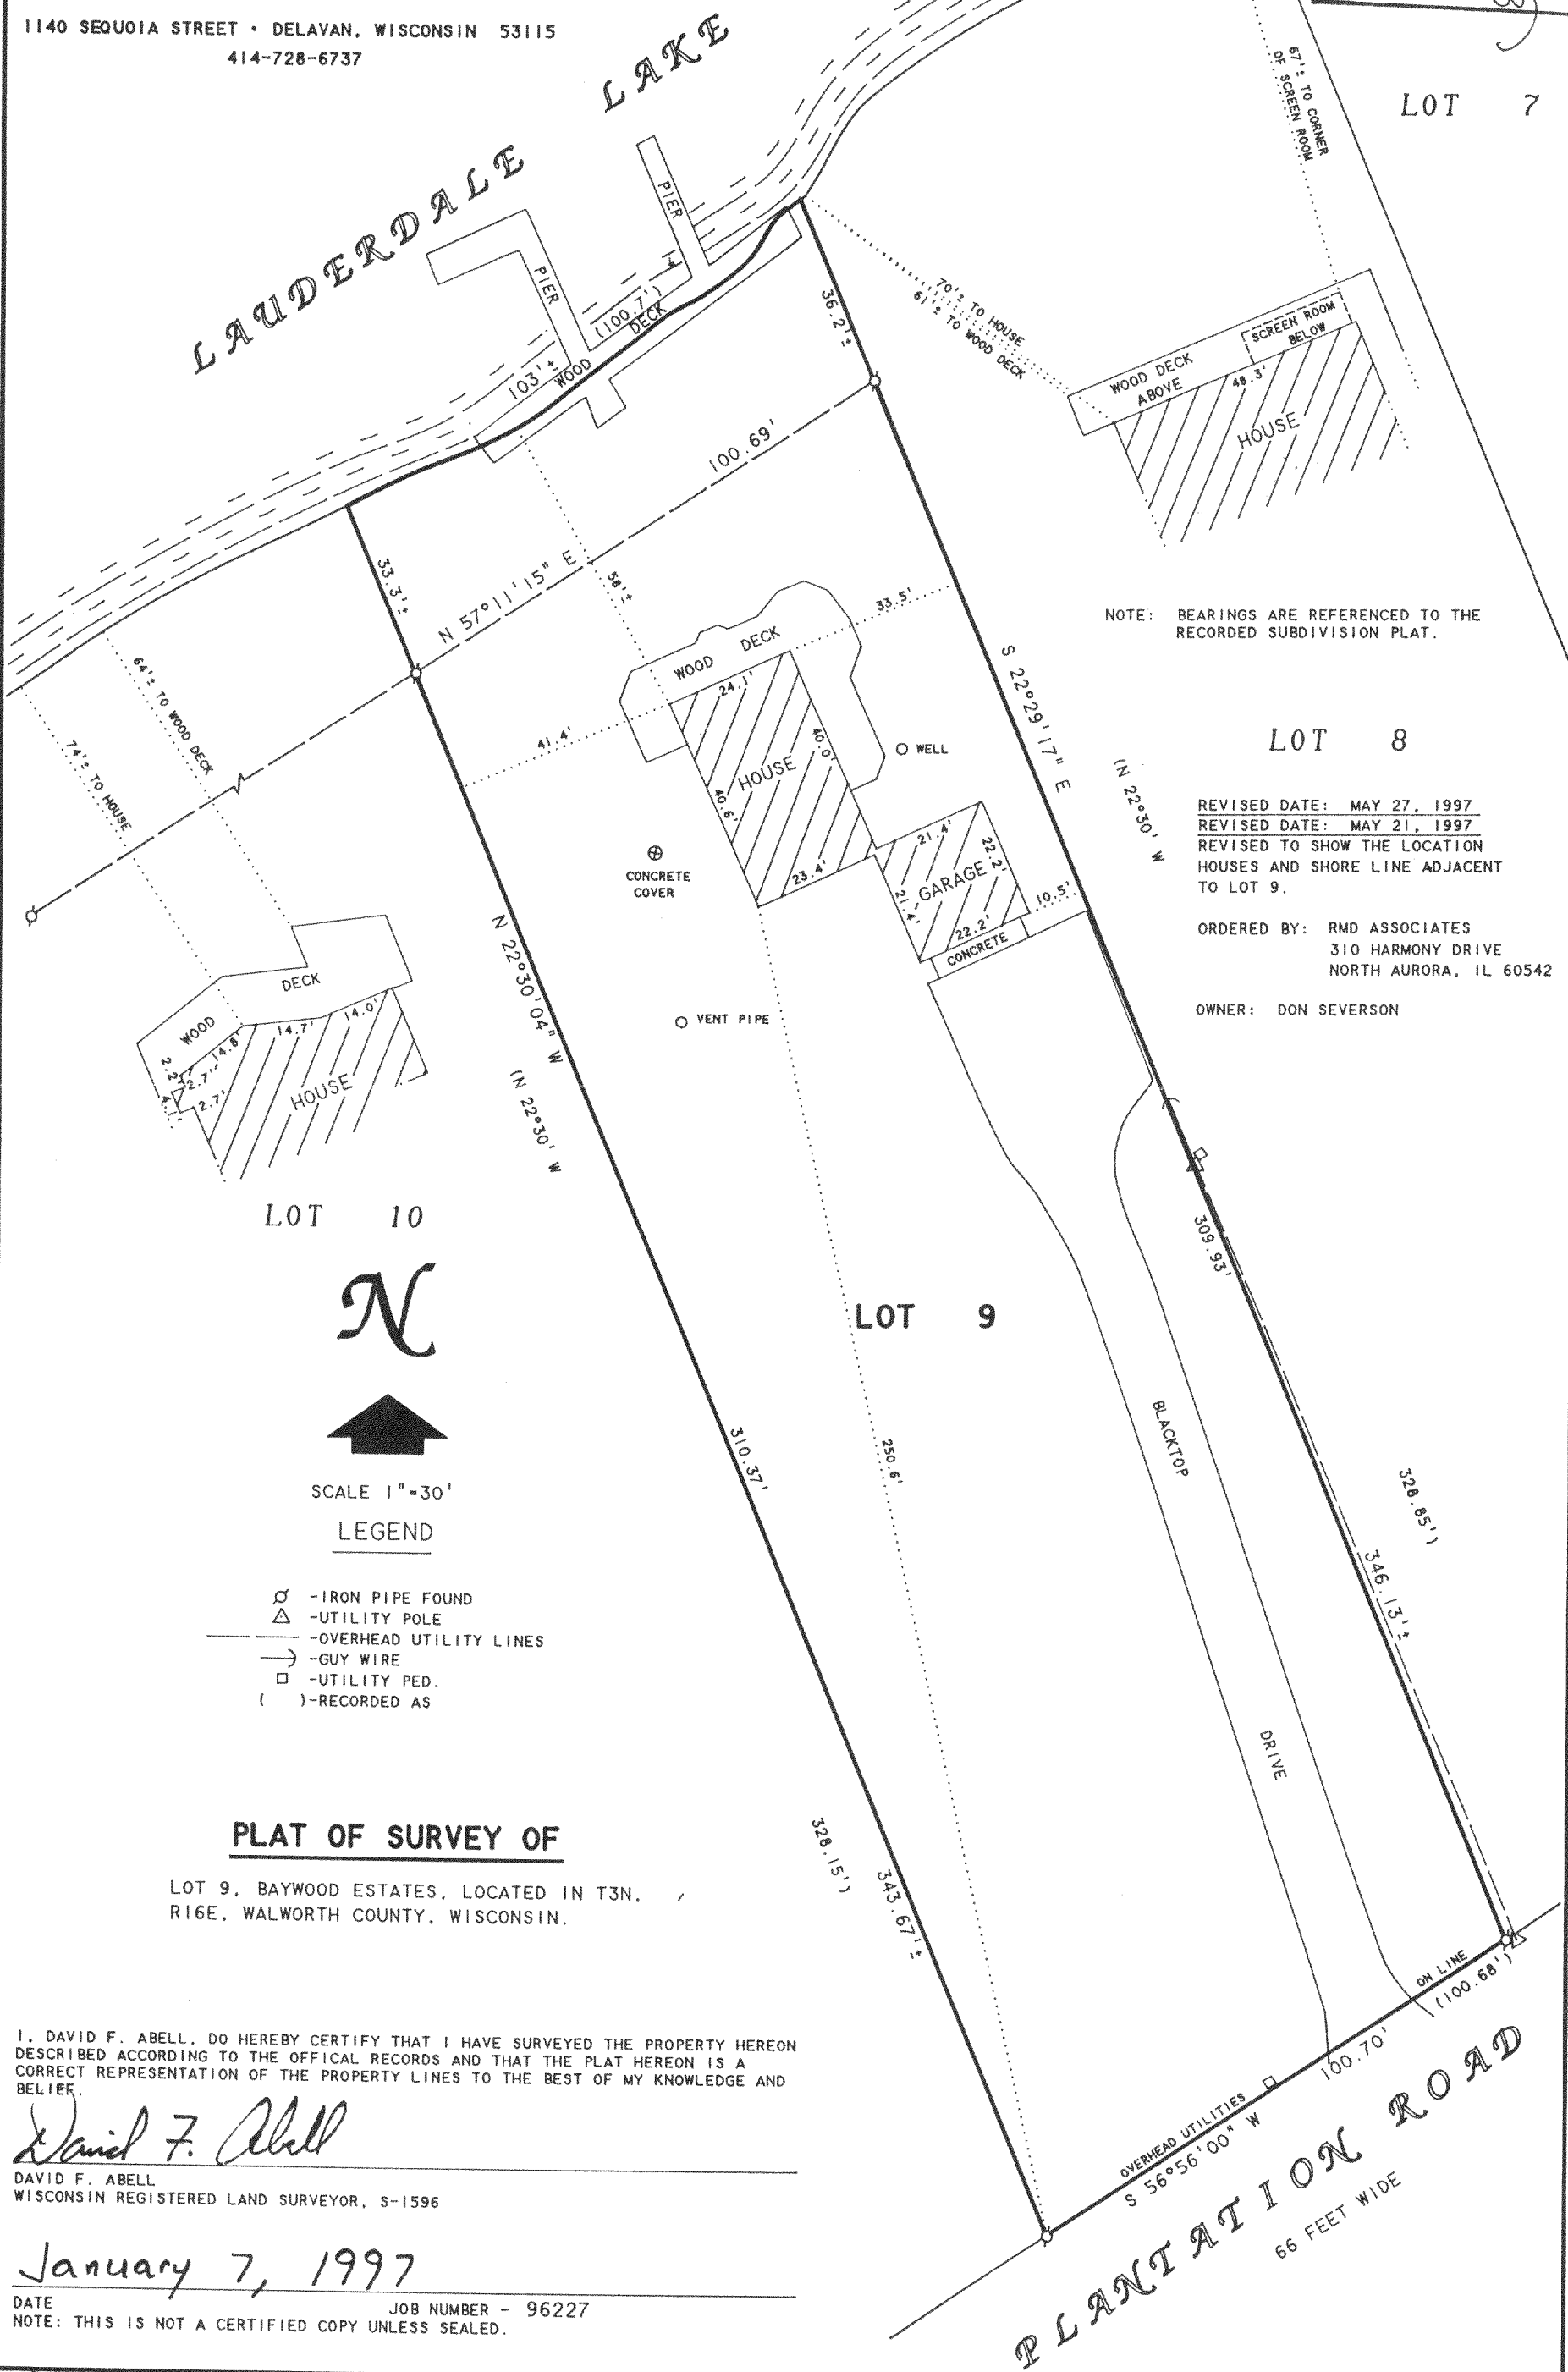 1140 SEQUOIA STREET • DELAVAN, WISCONSIN 53115
414-728-6737
LAUDERDALE LAKE
PIER
PIER
103'±
(100.7')
WOOD DECK
36.2'±
70'± TO HOUSE
61'± TO WOOD DECK
67'± TO CORNER
OF SCREEN ROOM
LOT 7
WOOD DECK
ABOVE
SCREEN ROOM
BELOW
48.3'
HOUSE
33.3'±
N 57°11'15" E
100.69'
58'±
33.5'
WOOD DECK
24.1'
41.4'
HOUSE
40.0'
40.6'
23.4'
WELL
CONCRETE
COVER
21.4'
22.2'
GARAGE
21.4'
22.2'
10.5'
CONCRETE
VENT PIPE
S 22°29'17" E
(N 22°30' W
NOTE: BEARINGS ARE REFERENCED TO THE
RECORDED SUBDIVISION PLAT.
LOT 8
REVISED DATE: MAY 27, 1997
REVISED DATE: MAY 21, 1997
REVISED TO SHOW THE LOCATION
HOUSES AND SHORE LINE ADJACENT
TO LOT 9.
ORDERED BY: RMD ASSOCIATES
310 HARMONY DRIVE
NORTH AURORA, IL 60542
OWNER: DON SEVERSON
64'± TO WOOD DECK
74'± TO HOUSE
WOOD DECK
14.8'
14.7'
14.0'
2.2'
2.7'
4.1'
2.7'
HOUSE
LOT 10
N 22°30'04" W
(N 22°30' W
309.93'
LOT 9
310.37'
250.6'
BLACKTOP
DRIVE
328.85')
346.13'±
328.15')
343.67'±
N
SCALE 1"=30'
LEGEND
-IRON PIPE FOUND
-UTILITY POLE
-OVERHEAD UTILITY LINES
-GUY WIRE
-UTILITY PED.
( )-RECORDED AS
PLAT OF SURVEY OF
LOT 9, BAYWOOD ESTATES, LOCATED IN T3N,
R16E, WALWORTH COUNTY, WISCONSIN.
ON LINE
(100.68')
100.70'
OVERHEAD UTILITIES
S 56°56'00" W
PLANTATION ROAD
66 FEET WIDE
I, DAVID F. ABELL, DO HEREBY CERTIFY THAT I HAVE SURVEYED THE PROPERTY HEREON
DESCRIBED ACCORDING TO THE OFFICAL RECORDS AND THAT THE PLAT HEREON IS A
CORRECT REPRESENTATION OF THE PROPERTY LINES TO THE BEST OF MY KNOWLEDGE AND
BELIEF.
David F. Abell
DAVID F. ABELL
WISCONSIN REGISTERED LAND SURVEYOR, S-1596
January 7, 1997
DATE JOB NUMBER - 96227
NOTE: THIS IS NOT A CERTIFIED COPY UNLESS SEALED.